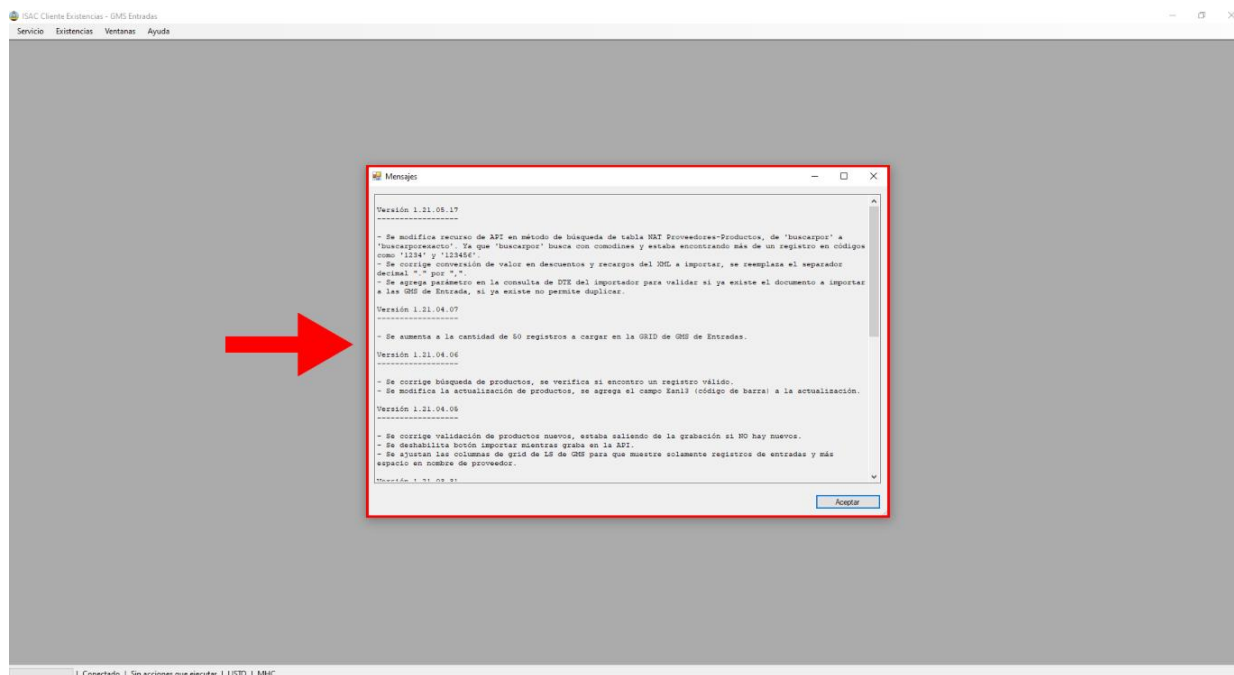 ISAC Cliente Existencias - GMS Entradas
Servicio Existencias Ventanas Ayuda
Mensajes
Versión 1.21.05.17
------------------
- Se modifica recurso de API en método de búsqueda de tabla NAT Proveedores-Productos, de 'buscarpor' a
'buscarporexacto'. Ya que 'buscarpor' busca con comodines y estaba encontrando más de un registro en códigos
como '1234' y '123456'.
- Se corrige conversión de valor en descuentos y recargos del XML a importar, se reemplaza el separador
decimal "." por ",".
- Se agrega parámetro en la consulta de DTE del importador para validar si ya existe el documento a importar
a las GMS de Entrada, si ya existe no permite duplicar.
Versión 1.21.04.07
------------------
- Se aumenta a la cantidad de 50 registros a cargar en la GRID de GMS de Entradas.
Versión 1.21.04.06
------------------
- Se corrige búsqueda de productos, se verifica si encontro un registro válido.
- Se modifica la actualización de productos, se agrega el campo Ean13 (código de barra) a la actualización.
Versión 1.21.04.05
------------------
- Se corrige validación de productos nuevos, estaba saliendo de la grabación si NO hay nuevos.
- Se deshabilita botón importar mientras graba en la API.
- Se ajustan las columnas de grid de LS de GMS para que muestre solamente registros de entradas y más
espacio en nombre de proveedor.
Versión 1.21.03.31
Aceptar
| Conectado | Sin acciones que ejecutar | LISTO | MHC